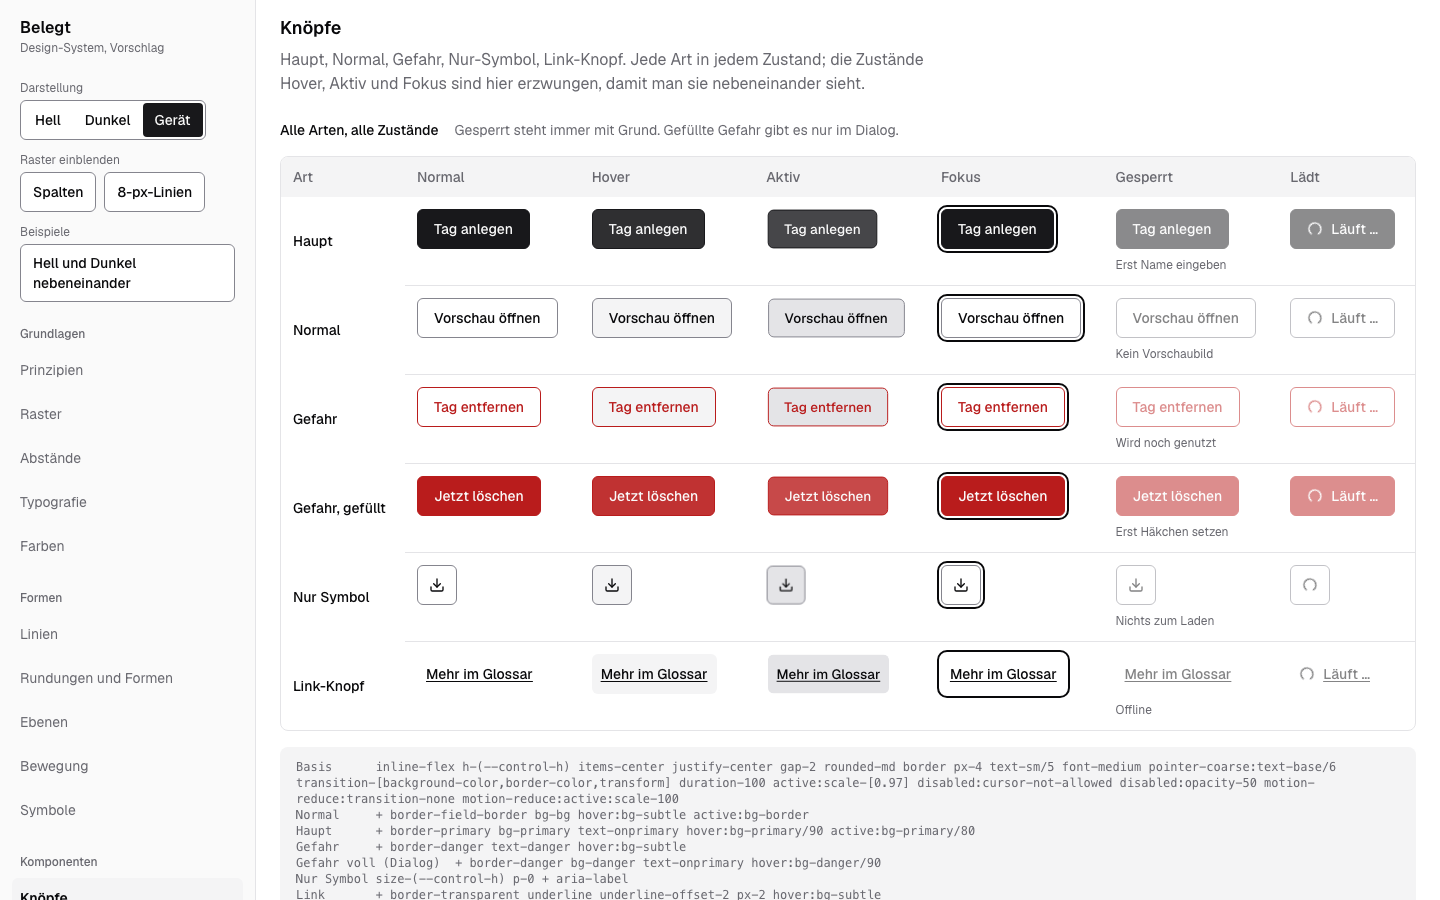 Belegt
Design-System, Vorschlag
Darstellung
Hell Dunkel Gerät
Raster einblenden
Spalten 8-px-Linien
Beispiele
Hell und Dunkel
nebeneinander
Grundlagen
Prinzipien
Raster
Abstände
Typografie
Farben
Formen
Linien
Rundungen und Formen
Ebenen
Bewegung
Symbole
Komponenten
Knöpfe
Knöpfe
Haupt, Normal, Gefahr, Nur-Symbol, Link-Knopf. Jede Art in jedem Zustand; die Zustände
Hover, Aktiv und Fokus sind hier erzwungen, damit man sie nebeneinander sieht.
Alle Arten, alle Zustände Gesperrt steht immer mit Grund. Gefüllte Gefahr gibt es nur im Dialog.
Art Normal Hover Aktiv Fokus Gesperrt Lädt
Haupt Tag anlegen Tag anlegen Tag anlegen Tag anlegen Tag anlegen Läuft …
Erst Name eingeben
Normal Vorschau öffnen Vorschau öffnen Vorschau öffnen Vorschau öffnen Vorschau öffnen Läuft …
Kein Vorschaubild
Gefahr Tag entfernen Tag entfernen Tag entfernen Tag entfernen Tag entfernen Läuft …
Wird noch genutzt
Gefahr, gefüllt Jetzt löschen Jetzt löschen Jetzt löschen Jetzt löschen Jetzt löschen Läuft …
Erst Häkchen setzen
Nur Symbol
Nichts zum Laden
Link-Knopf Mehr im Glossar Mehr im Glossar Mehr im Glossar Mehr im Glossar Mehr im Glossar Läuft …
Offline
Basis inline-flex h-(--control-h) items-center justify-center gap-2 rounded-md border px-4 text-sm/5 font-medium pointer-coarse:text-base/6
transition-[background-color,border-color,transform] duration-100 active:scale-[0.97] disabled:cursor-not-allowed disabled:opacity-50 motion-
reduce:transition-none motion-reduce:active:scale-100
Normal + border-field-border bg-bg hover:bg-subtle active:bg-border
Haupt + border-primary bg-primary text-onprimary hover:bg-primary/90 active:bg-primary/80
Gefahr + border-danger text-danger hover:bg-subtle
Gefahr voll (Dialog) + border-danger bg-danger text-onprimary hover:bg-danger/90
Nur Symbol size-(--control-h) p-0 + aria-label
Link + border-transparent underline underline-offset-2 px-2 hover:bg-subtle